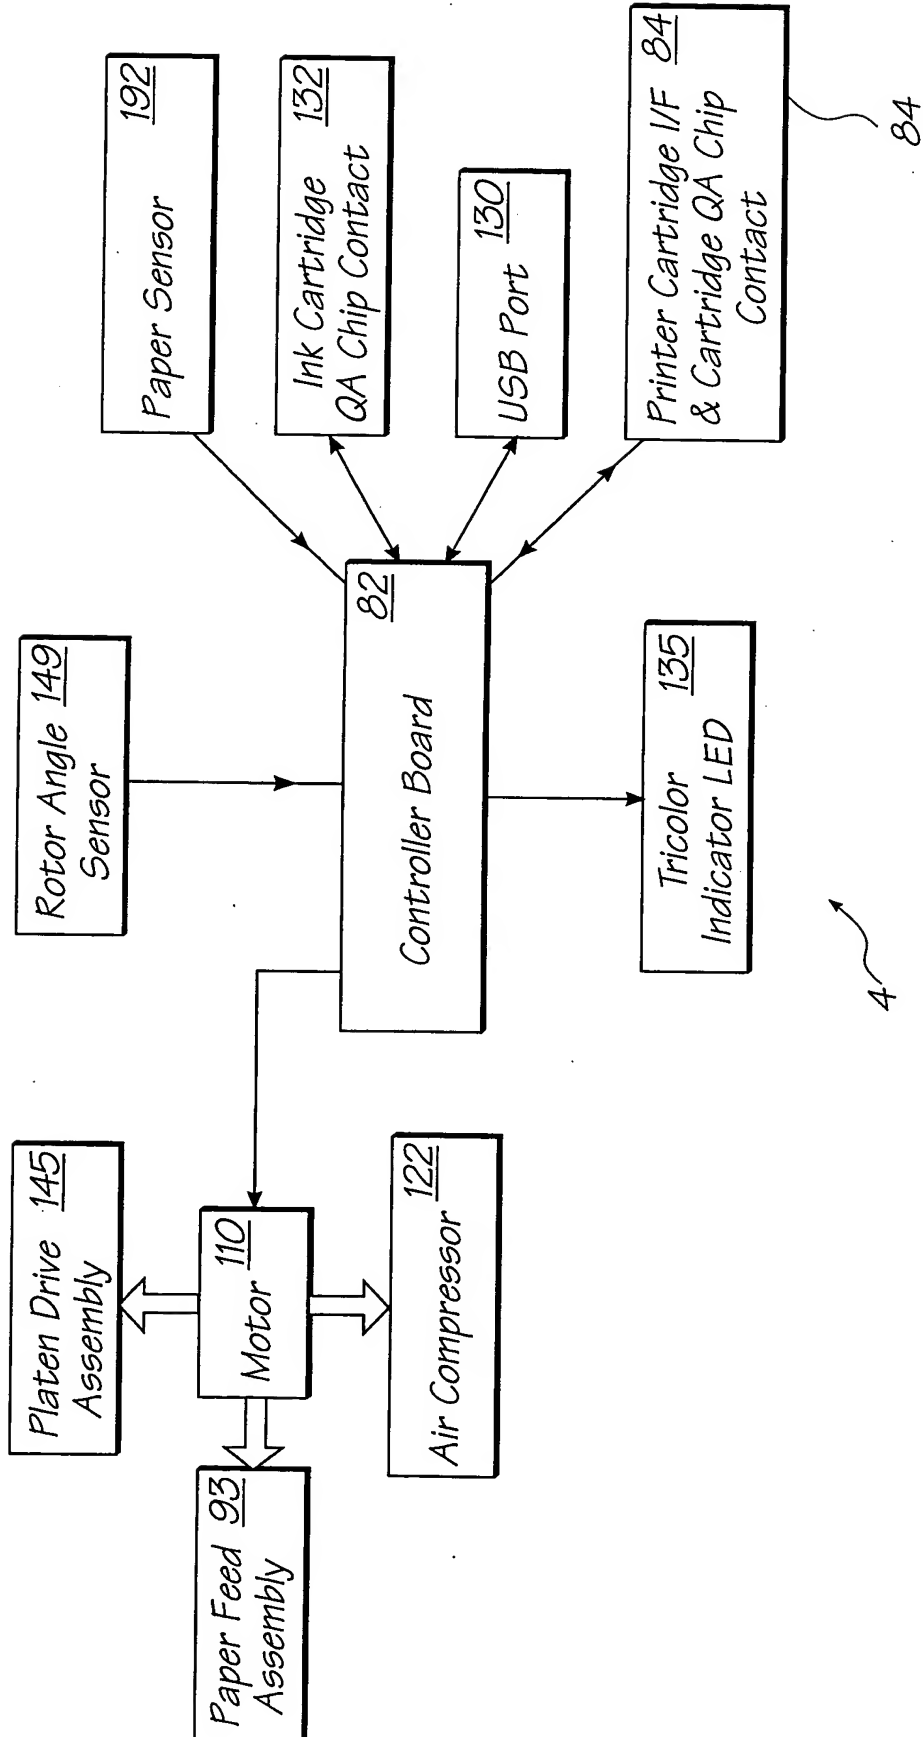 Platen Drive 145
Assembly
Rotor Angle 149
Sensor
Paper Sensor 192
Ink Cartridge 132
QA Chip Contact
USB Port 130
Printer Cartridge I/F 84
& Cartridge QA Chip
Contact
84
Paper Feed 93
Assembly
Motor 110
Controller Board 82
Air Compressor 122
Tricolor 135
Indicator LED
4